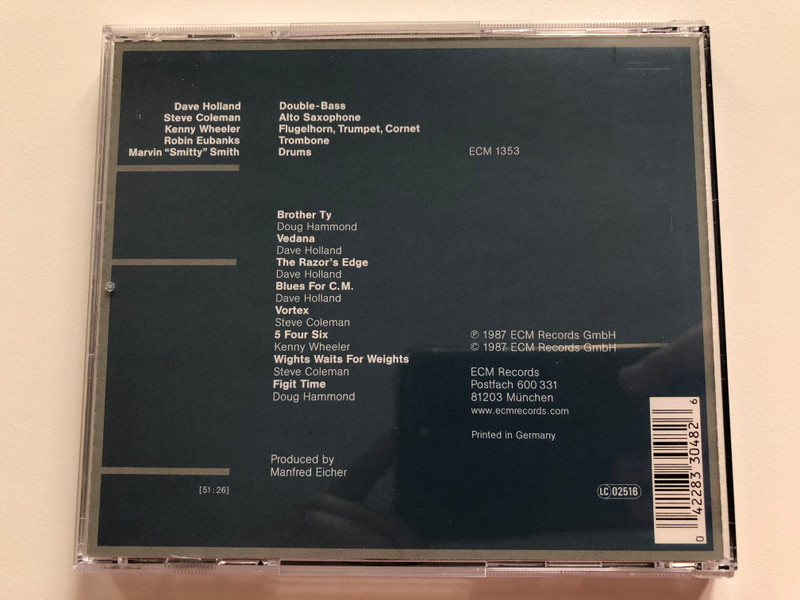 Dave Holland Double-Bass
Steve Coleman Alto Saxophone
Kenny Wheeler Flugelhorn, Trumpet, Cornet
Robin Eubanks Trombone
Marvin "Smitty" Smith Drums
ECM 1353
Brother Ty
Doug Hammond
Vedana
Dave Holland
The Razor's Edge
Dave Holland
Blues For C.M.
Dave Holland
Vortex
Steve Coleman
5 Four Six
Kenny Wheeler
Wights Waits For Weights
Steve Coleman
Figit Time
Doug Hammond
Produced by
Manfred Eicher
[51:26]
℗ 1987 ECM Records GmbH
© 1987 ECM Records GmbH
ECM Records
Postfach 600 331
81203 München
www.ecmrecords.com
Printed in Germany
LC 02516
0 42283 30482 6